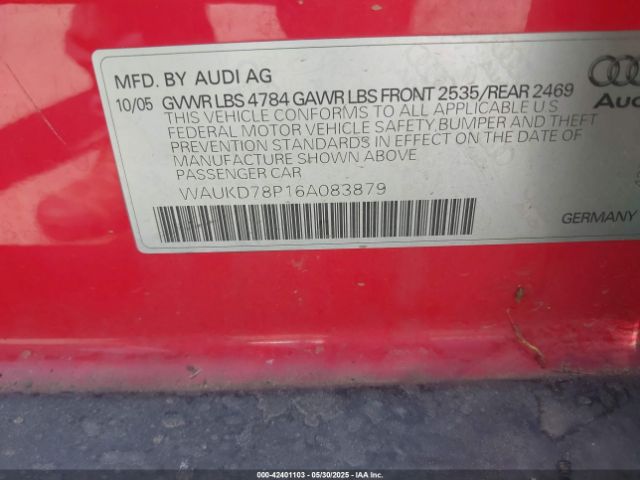 MFD. BY AUDI AG
10/05 GVWR LBS 4784 GAWR LBS FRONT 2535/REAR 2469
THIS VEHICLE CONFORMS TO ALL APPLICABLE U S
FEDERAL MOTOR VEHICLE SAFETY, BUMPER AND THEFT
PREVENTION STANDARDS IN EFFECT ON THE DATE OF
MANUFACTURE SHOWN ABOVE
PASSENGER CAR
WAUKD78P16A083879
GERMANY
000-42401103 - 05/30/2025 - IAAI.COM